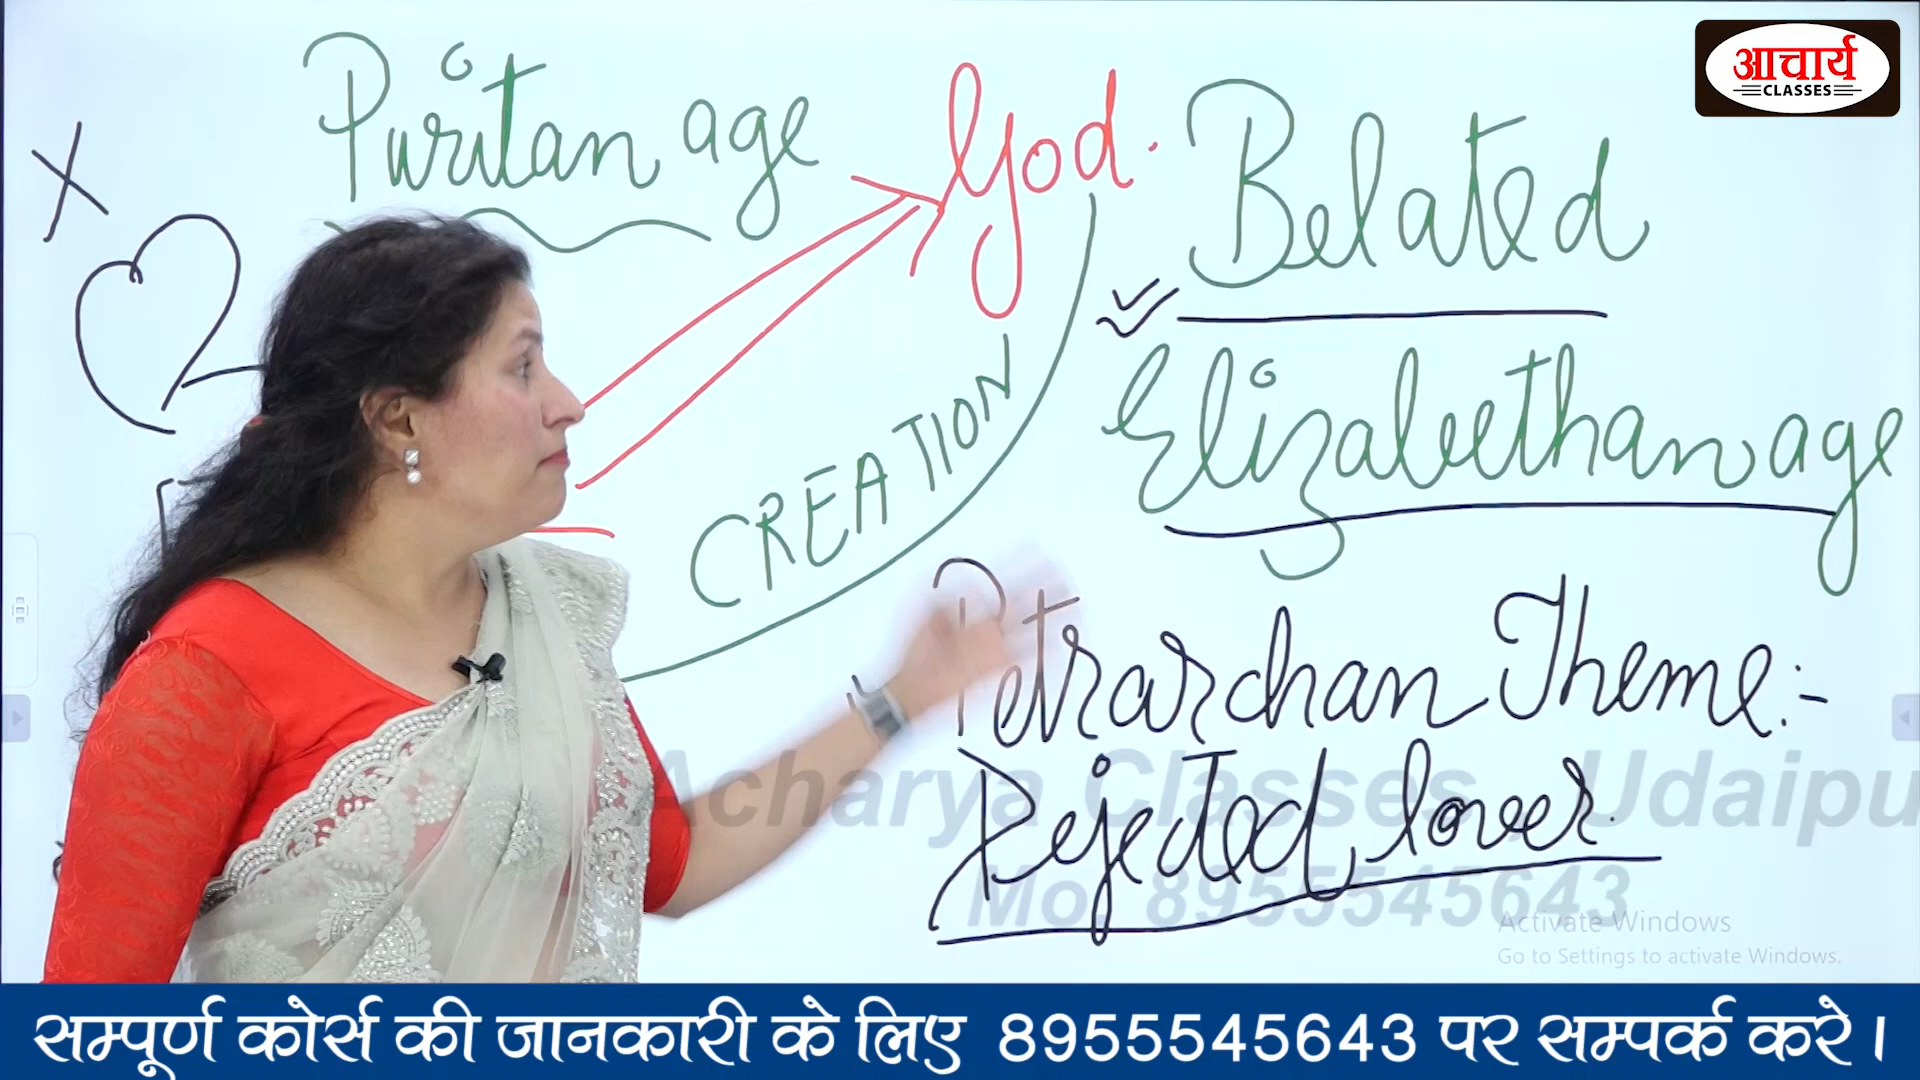 आचार्य
CLASSES
Puritan age
God.
X
CREATION
Belated
Elizabethan age
Petrarchan Theme:-
Rejected lover.
Acharya Classes, Udaipu
Mo. 8955545643
Activate Windows
Go to Settings to activate Windows.
सम्पूर्ण कोर्स की जानकारी के लिए 8955545643 पर सम्पर्क करे।